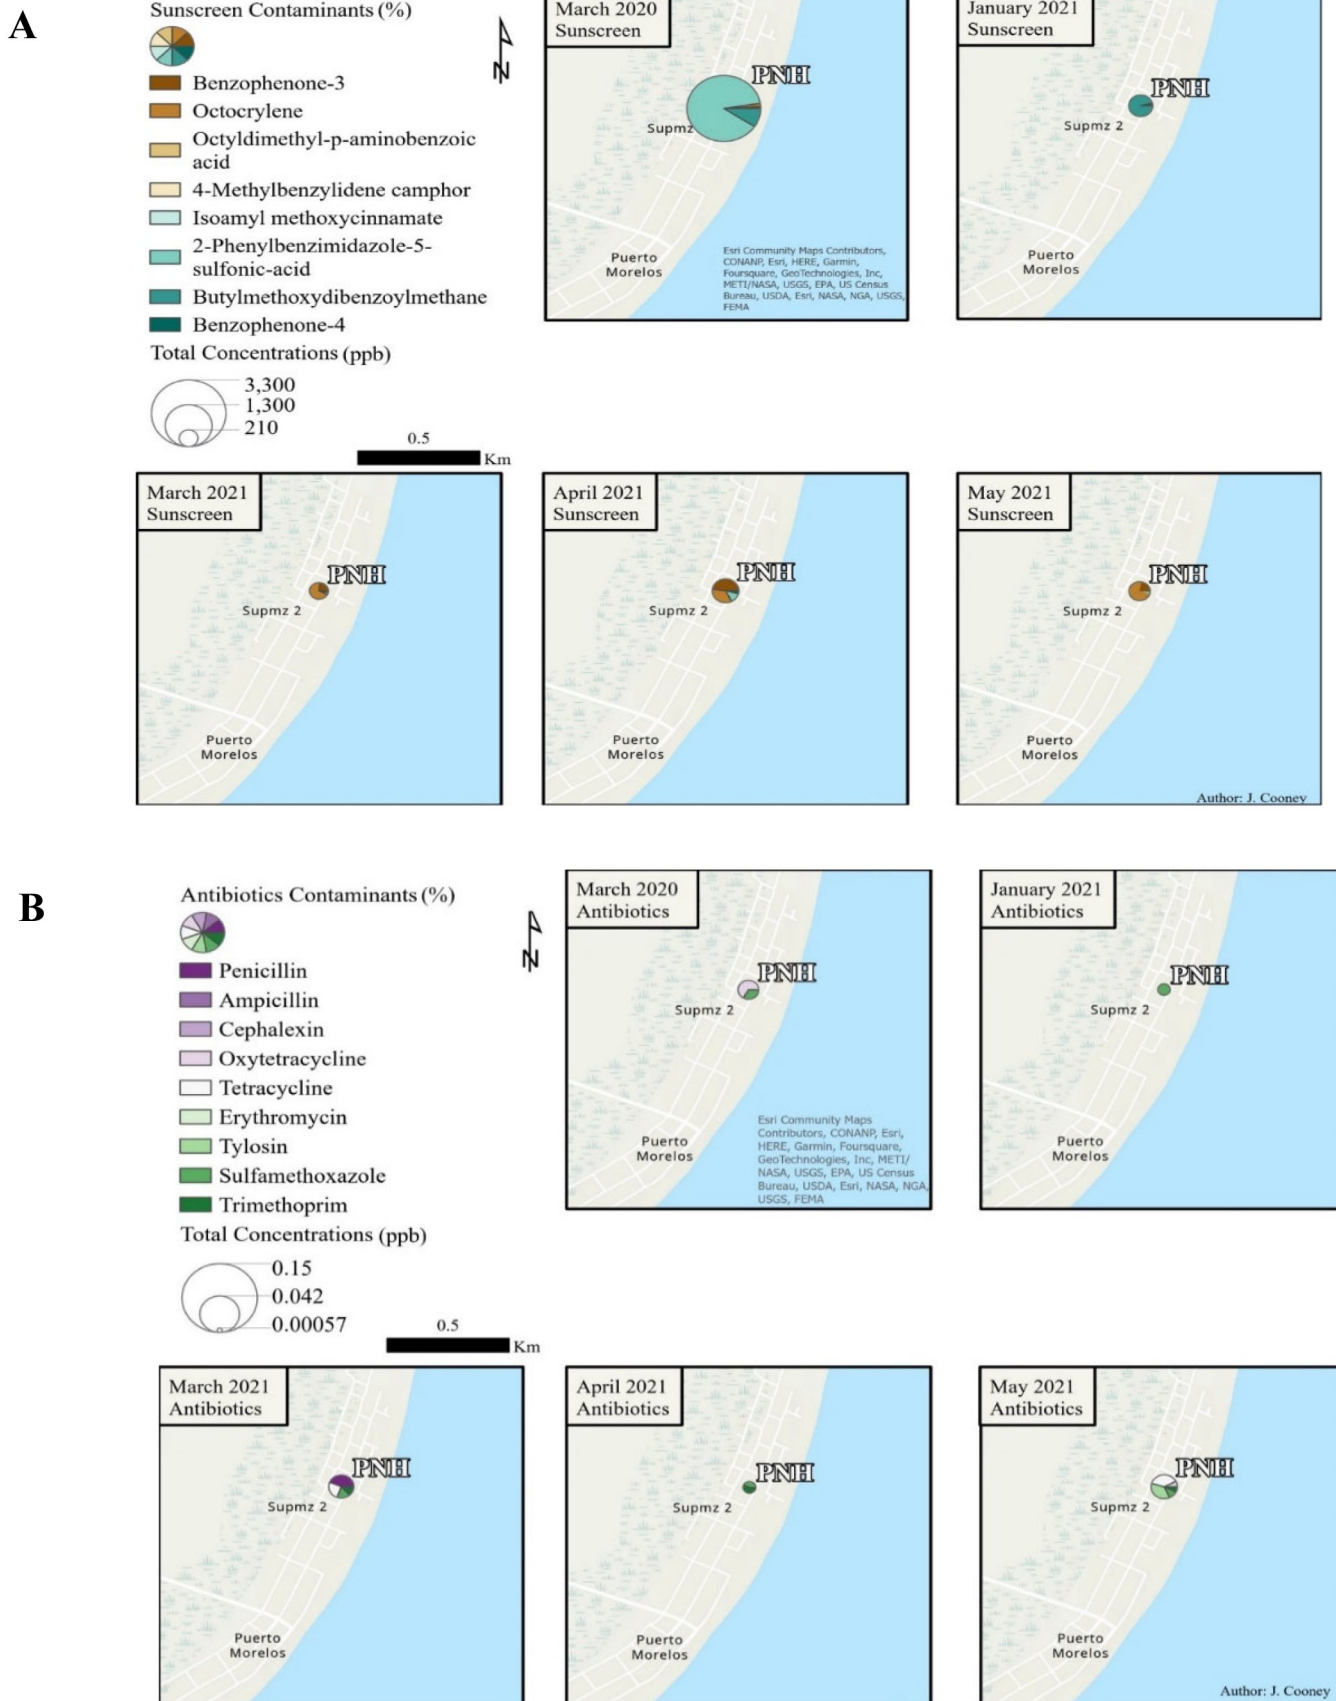 A
Sunscreen Contaminants (%)
Benzophenone-3
Octocrylene
Octyldimethyl-p-aminobenzoic
acid
4-Methylbenzylidene camphor
Isoamyl methoxycinnamate
2-Phenylbenzimidazole-5-
sulfonic-acid
Butylmethoxydibenzoylmethane
Benzophenone-4
Total Concentrations (ppb)
3,300
1,300
210
0.5
Km
N
March 2020
Sunscreen
PNH
Supmz
Puerto
Morelos
Esri Community Maps Contributors,
CONANP, Esri, HERE, Garmin,
Foursquare, GeoTechnologies, Inc,
METI/NASA, USGS, EPA, US Census
Bureau, USDA, Esri, NASA, NGA, USGS,
FEMA
January 2021
Sunscreen
PNH
Supmz 2
Puerto
Morelos
March 2021
Sunscreen
PNH
Supmz 2
Puerto
Morelos
April 2021
Sunscreen
PNH
Supmz 2
Puerto
Morelos
May 2021
Sunscreen
PNH
Supmz 2
Puerto
Morelos
Author: J. Cooney
B
Antibiotics Contaminants (%)
Penicillin
Ampicillin
Cephalexin
Oxytetracycline
Tetracycline
Erythromycin
Tylosin
Sulfamethoxazole
Trimethoprim
Total Concentrations (ppb)
0.15
0.042
0.00057
0.5
Km
N
March 2020
Antibiotics
PNH
Supmz 2
Puerto
Morelos
Esri Community Maps
Contributors, CONANP, Esri,
HERE, Garmin, Foursquare,
GeoTechnologies, Inc, METI/
NASA, USGS, EPA, US Census
Bureau, USDA, Esri, NASA, NGA,
USGS, FEMA
January 2021
Antibiotics
PNH
Supmz 2
Puerto
Morelos
March 2021
Antibiotics
PNH
Supmz 2
Puerto
Morelos
April 2021
Antibiotics
PNH
Supmz 2
Puerto
Morelos
May 2021
Antibiotics
PNH
Supmz 2
Puerto
Morelos
Author: J. Cooney